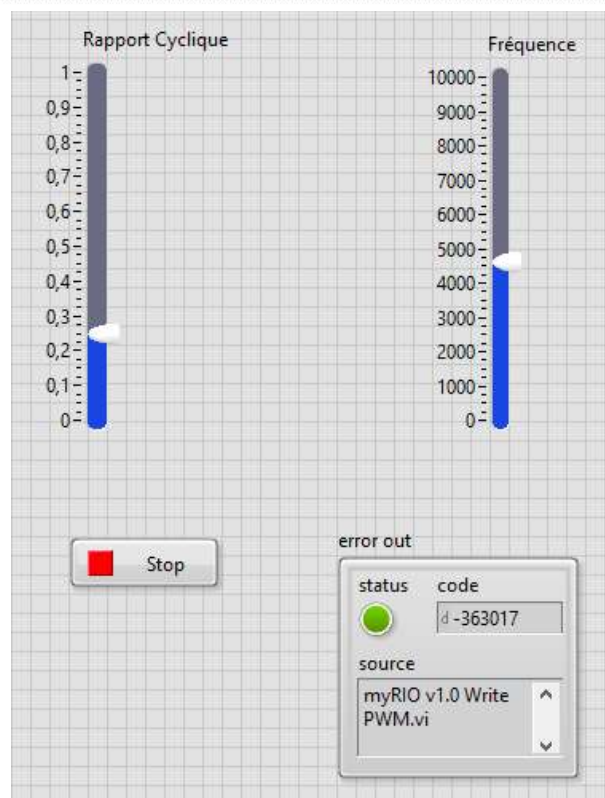 Rapport Cyclique
1
0,9
0,8
0,7
0,6
0,5
0,4
0,3
0,2
0,1
0
Fréquence
10000
9000
8000
7000
6000
5000
4000
3000
2000
1000
0
Stop
error out
status code
d -363017
source
myRIO v1.0 Write
PWM.vi